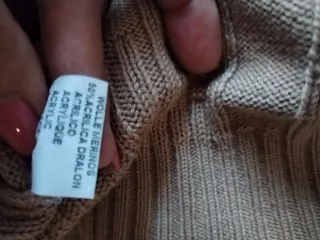 WOLLE MERINOS
50%ACRILICA DRALON
ACRILICO
ACRYLIQUE
ACRYLIC